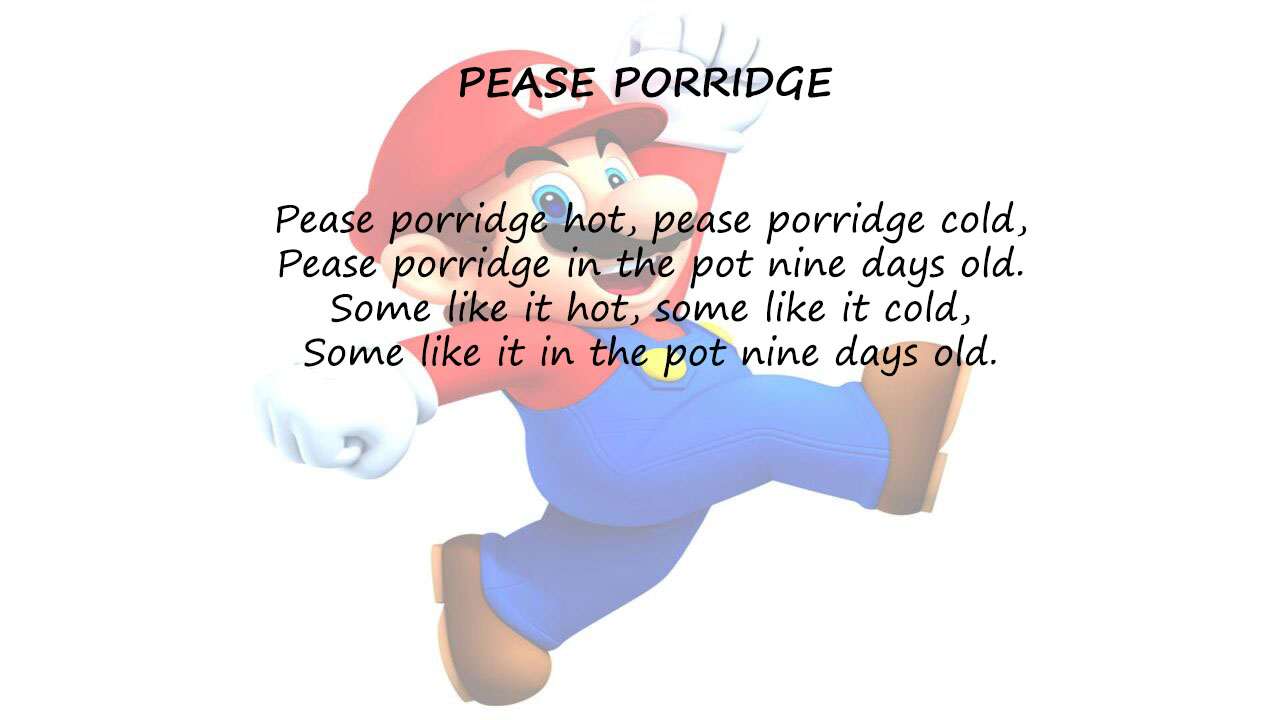 PEASE PORRIDGE
Pease porridge hot, pease porridge cold,
Pease porridge in the pot nine days old.
Some like it hot, some like it cold,
Some like it in the pot nine days old.